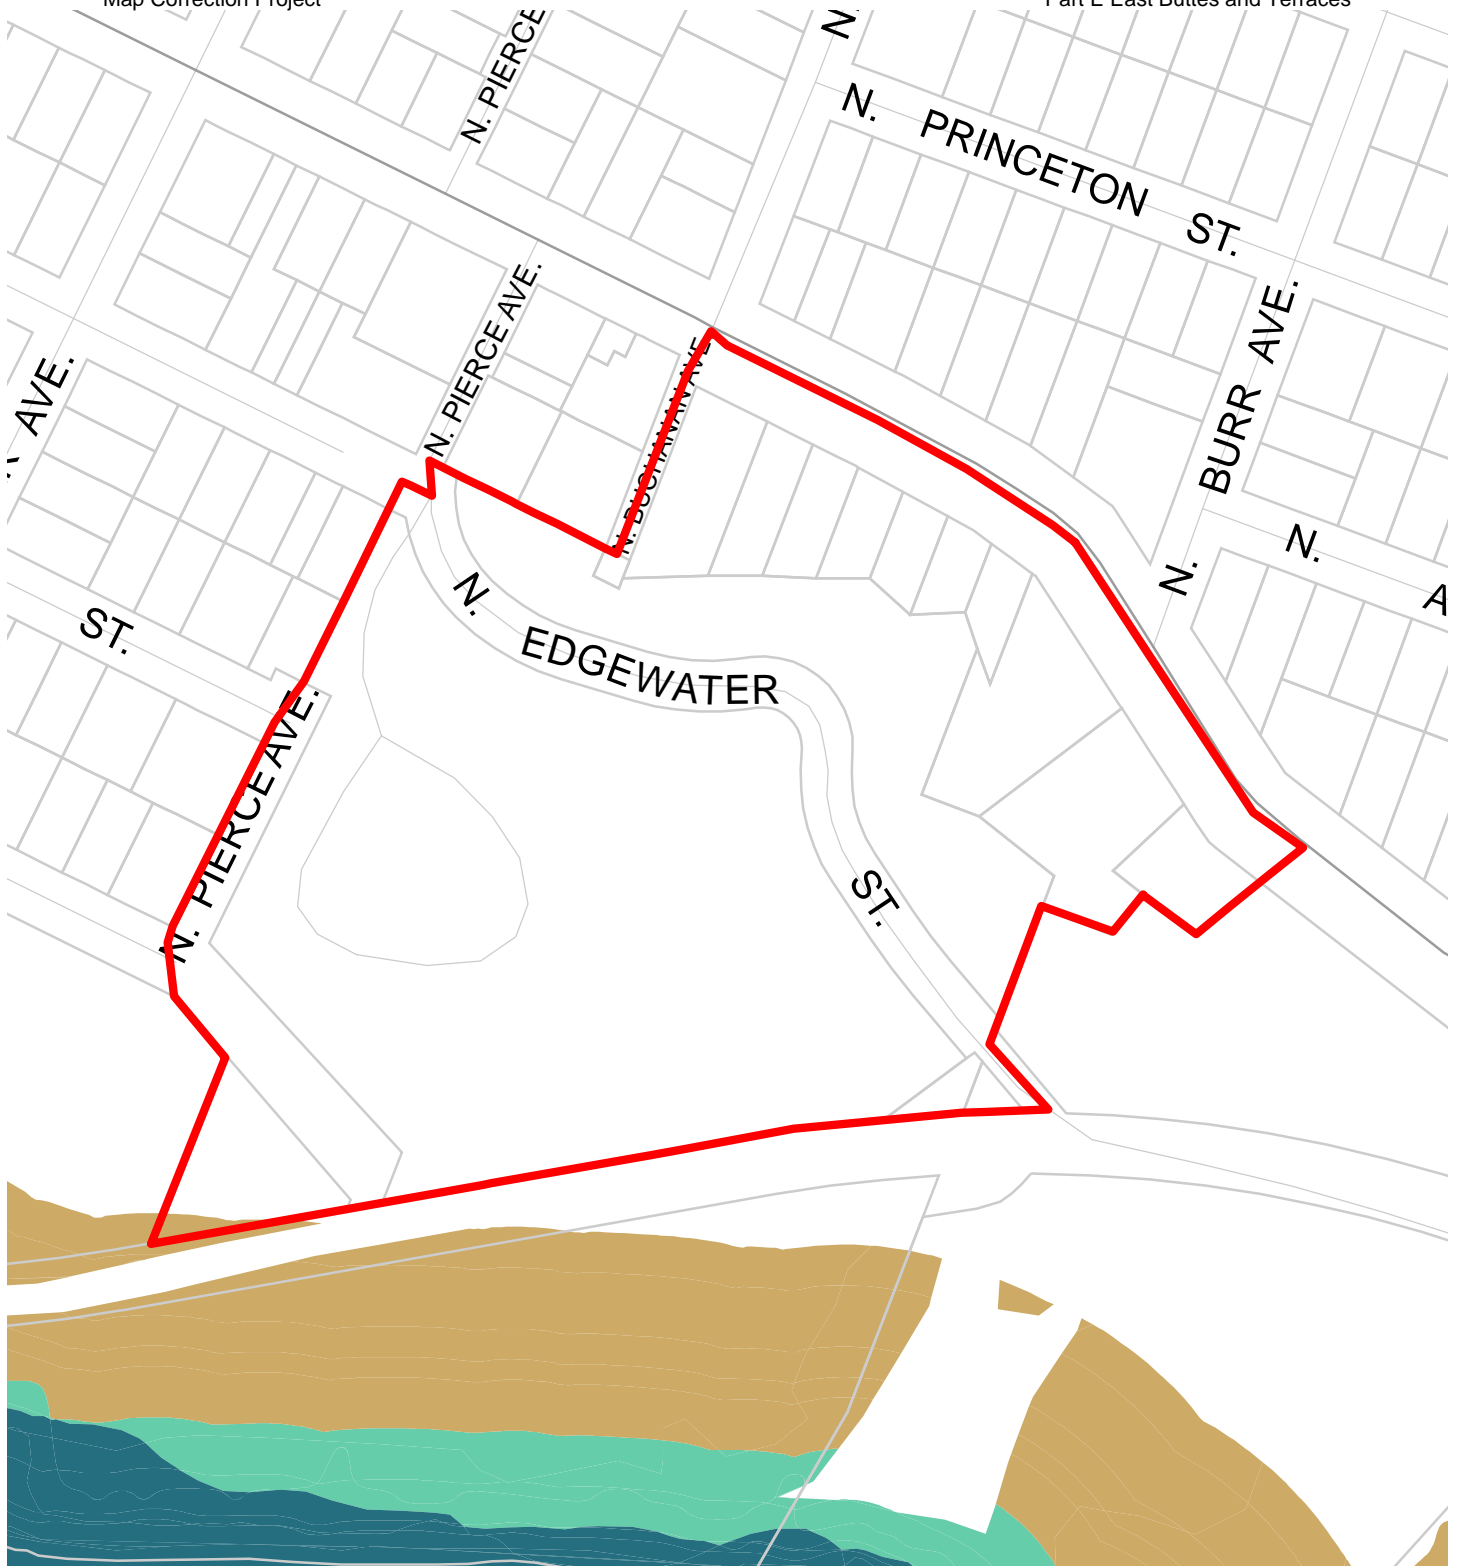 Map Correction Project
Part E East Buttes and Terraces
N. PIERCE
N
N. PRINCETON ST.
N. PIERCE AVE.
N. BUCHANAN AVE
N. BURR AVE.
AVE.
N. A
ST.
N. EDGEWATER ST.
N. PIERCE AVE.